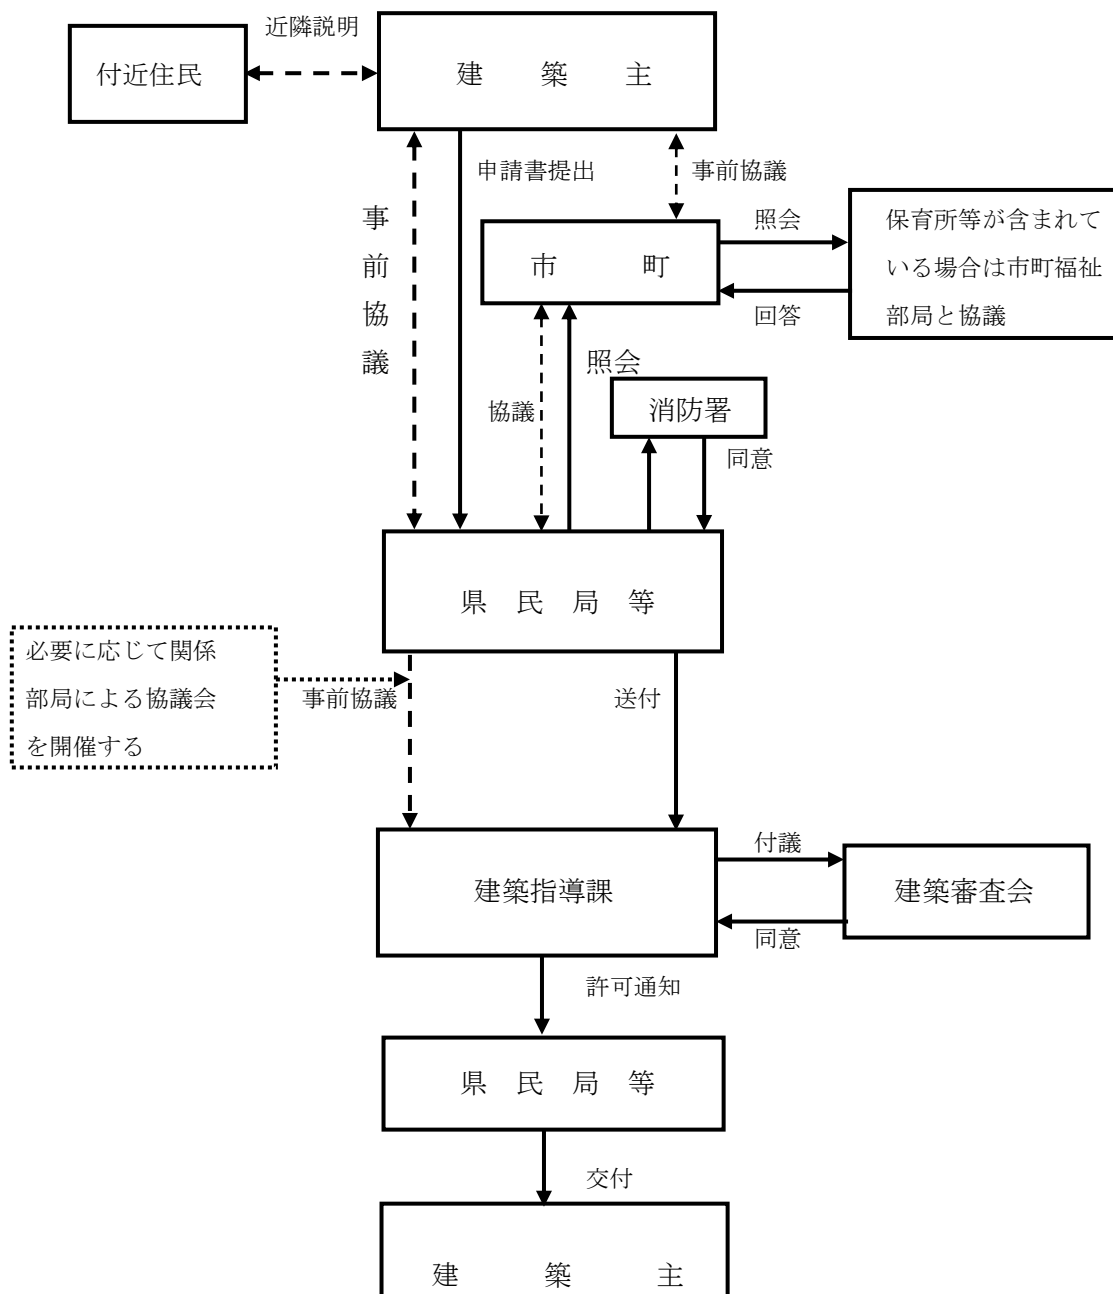 近隣説明
付近住民
建築主
申請書提出
事前協議
事前協議
市町
照会
回答
保育所等が含まれて
いる場合は市町福祉
部局と協議
協議
照会
消防署
同意
県民局等
必要に応じて関係
部局による協議会
を開催する
事前協議
送付
建築指導課
付議
同意
建築審査会
許可通知
県民局等
交付
建築主